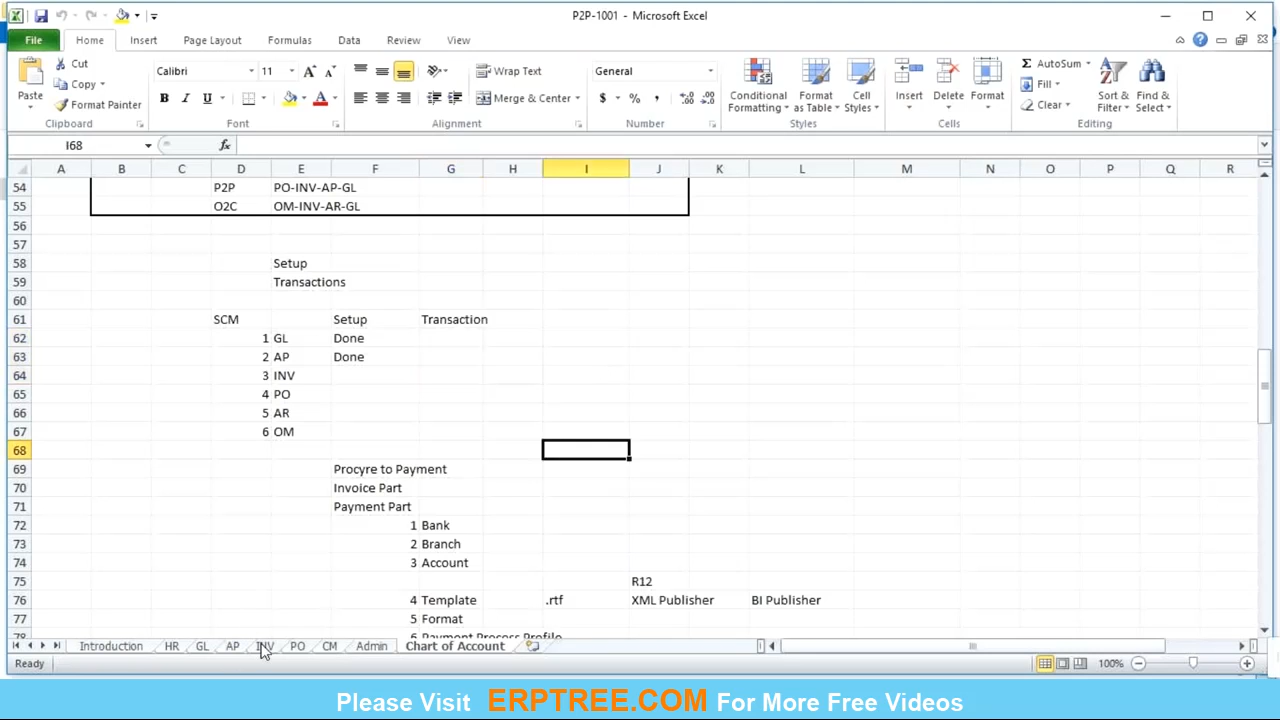 P2P-1001 - Microsoft Excel
File Home Insert Page Layout Formulas Data Review View
Paste
Cut
Copy
Format Painter
Clipboard
Calibri 11
B I U
Font
Wrap Text
Merge & Center
Alignment
General
$ % ,
Number
Conditional Formatting
Format as Table
Cell Styles
Styles
Insert Delete Format
Cells
AutoSum
Fill
Clear
Sort & Filter
Find & Select
Editing
I68 fx
A B C D E F G H I J K L M N O P Q R
54 P2P PO-INV-AP-GL
55 O2C OM-INV-AR-GL
56
57
58 Setup
59 Transactions
60
61 SCM Setup Transaction
62 1 GL Done
63 2 AP Done
64 3 INV
65 4 PO
66 5 AR
67 6 OM
68
69 Procyre to Payment
70 Invoice Part
71 Payment Part
72 1 Bank
73 2 Branch
74 3 Account
75 R12
76 4 Template .rtf XML Publisher BI Publisher
77 5 Format
78 6 Payment Process Profile
Introduction HR GL AP INV PO CM Admin Chart of Account
Ready 100%
Please Visit ERPTREE.COM For More Free Videos